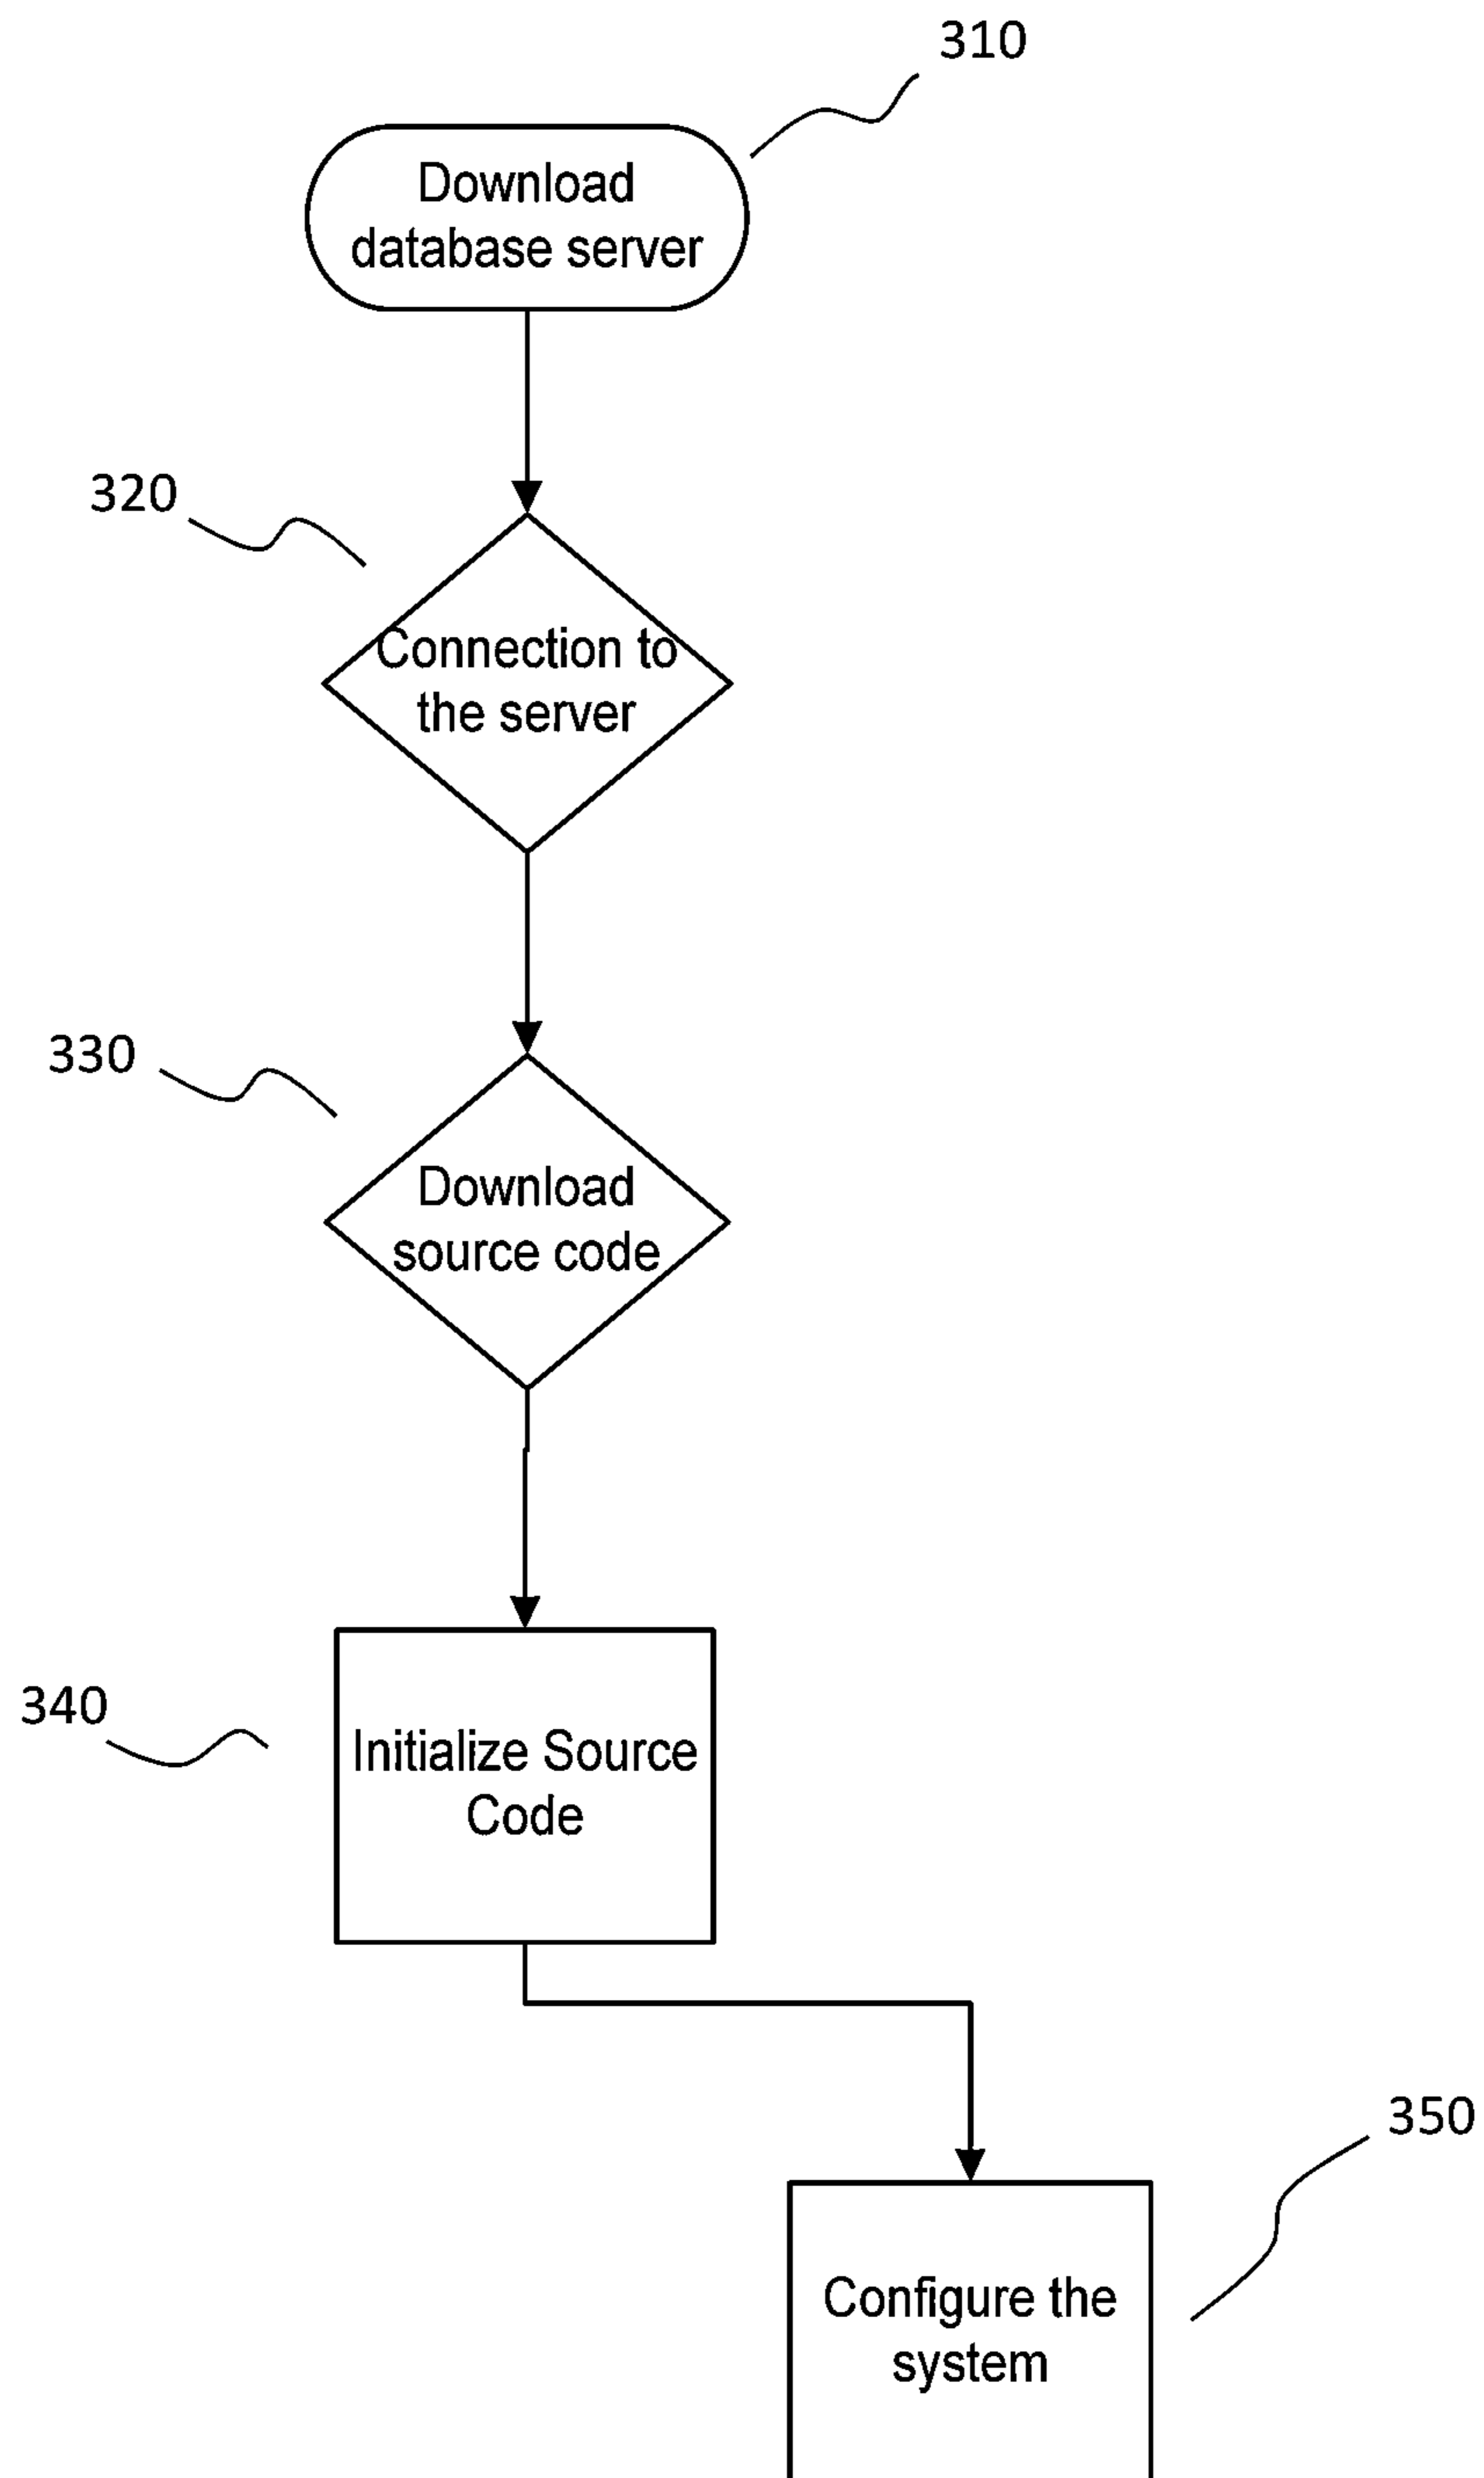 310
Download
database server
320
Connection to
the server
330
Download
source code
340
Initialize Source
Code
350
Configure the
system